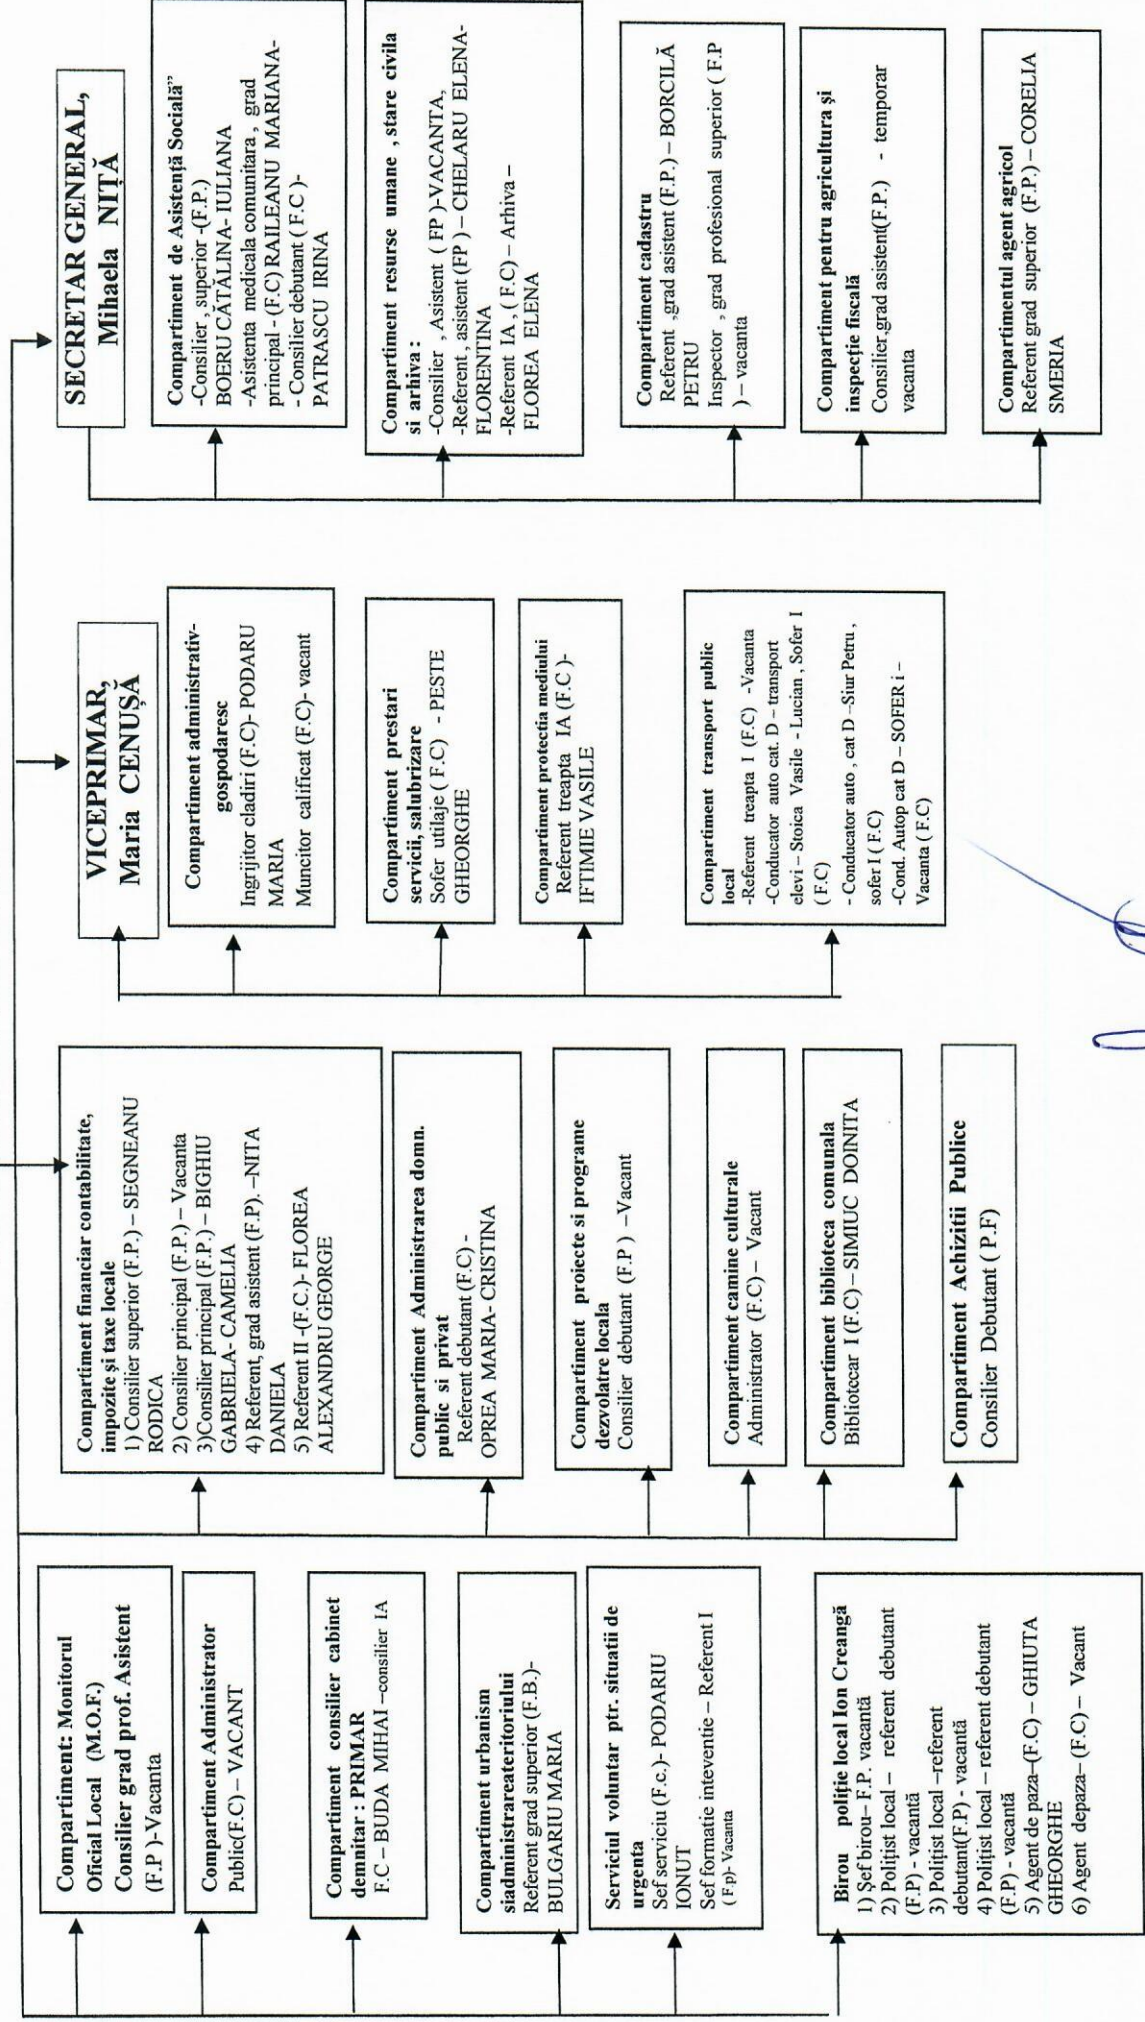 Compartiment: Monitorul
Oficial Local (M.O.F.)
Consilier grad prof. Asistent
(F.P )-Vacanta
Compartiment Administrator
Public(F.C) – VACANT
Compartiment consilier cabinet
demnitar : PRIMAR
F.C – BUDA MIHAI –consilier IA
Compartiment urbanism
siadministrareateritoriului
Referent grad superior (F.B.)-
BULGARIU MARIA
Serviciul voluntar ptr. situatii de
urgenta
Sef serviciu (F.c.)- PODARIU
IONUT
Sef formatie inteventie – Referent I
( F.p)- Vacanta
Birou poliție local Ion Creangă
1) Șef birou– F.P. vacantă
2) Polițist local – referent debutant
(F.P) - vacantă
3) Polițist local –referent
debutant(F.P) - vacantă
4) Polițist local – referent debutant
(F.P) - vacantă
5) Agent de paza–(F.C) – GHIUTA
GHEORGHE
6) Agent depaza– (F.C) – Vacant
Compartiment financiar contabilitate,
impozite și taxe locale
1) Consilier superior (F.P.) – SEGNEANU
RODICA
2) Consilier principal (F.P.) – Vacanta
3)Consilier principal (F.P.) – BIGHIU
GABRIELA- CAMELIA
4) Referent, grad asistent (F.P). –NITA
DANIELA
5) Referent II -(F.C.)- FLOREA
ALEXANDRU GEORGE
Compartiment Administrarea domn.
public si privat
Referent debutant (F.C) -
OPREA MARIA- CRISTINA
Compartiment proiecte si programe
dezvolatre locala
Consilier debutant (F.P ) –Vacant
Compartiment camine culturale
Administrator (F.C) – Vacant
Compartiment biblioteca comunala
Bibliotecar I (F.C) – SIMIUC DOINITA
Compartiment Achizitii Publice
Consilier Debutant ( P.F)
VICEPRIMAR,
Maria CENUȘĂ
Compartiment administrativ-
gospodaresc
Ingrijitor cladiri (F.C)- PODARU
MARIA
Muncitor calificat (F.C)- vacant
Compartiment prestari
servicii, salubrizare
Sofer utilaje ( F.C) - PESTE
GHEORGHE
Compartiment protectia mediului
Referent treapta IA (F.C )-
IFTIMIE VASILE
Compartiment transport public
local
-Referent treapta I (F.C) -Vacanta
-Conducator auto cat. D – transport
elevi – Stoica Vasile - Lucian , Sofer I
( F.C)
- Conducator auto , cat D –Siur Petru ,
sofer I ( F.C)
-Cond. Autop cat D – SOFER i –
Vacanta ( F.C)
SECRETAR GENERAL,
Mihaela NIȚĂ
Compartiment de Asistență Socială”
-Consilier , superior -(F.P.)
BOERU CĂTĂLINA- IULIANA
-Asistenta medicala comunitara , grad
principal - (F.C) RAILEANU MARIANA-
- Consilier debutant ( F.C )-
PATRASCU IRINA
Compartiment resurse umane , stare civila
si arhiva :
-Consilier , Asistent ( FP )-VACANTA,
-Referent , asistent (FP ) – CHELARU ELENA-
FLORENTINA
-Referent IA , ( F.C) – Arhiva –
FLOREA ELENA
Compartiment cadastru
Referent ,grad asistent (F.P.) – BORCILĂ
PETRU
Inspector , grad profesional superior ( F.P
) – vacanta
Compartiment pentru agricultura și
inspecție fiscală
Consilier,grad asistent(F.P.) - temporar
vacanta
Compartimentul agent agricol
Referent grad superior (F.P.) – CORELIA
SMERIA